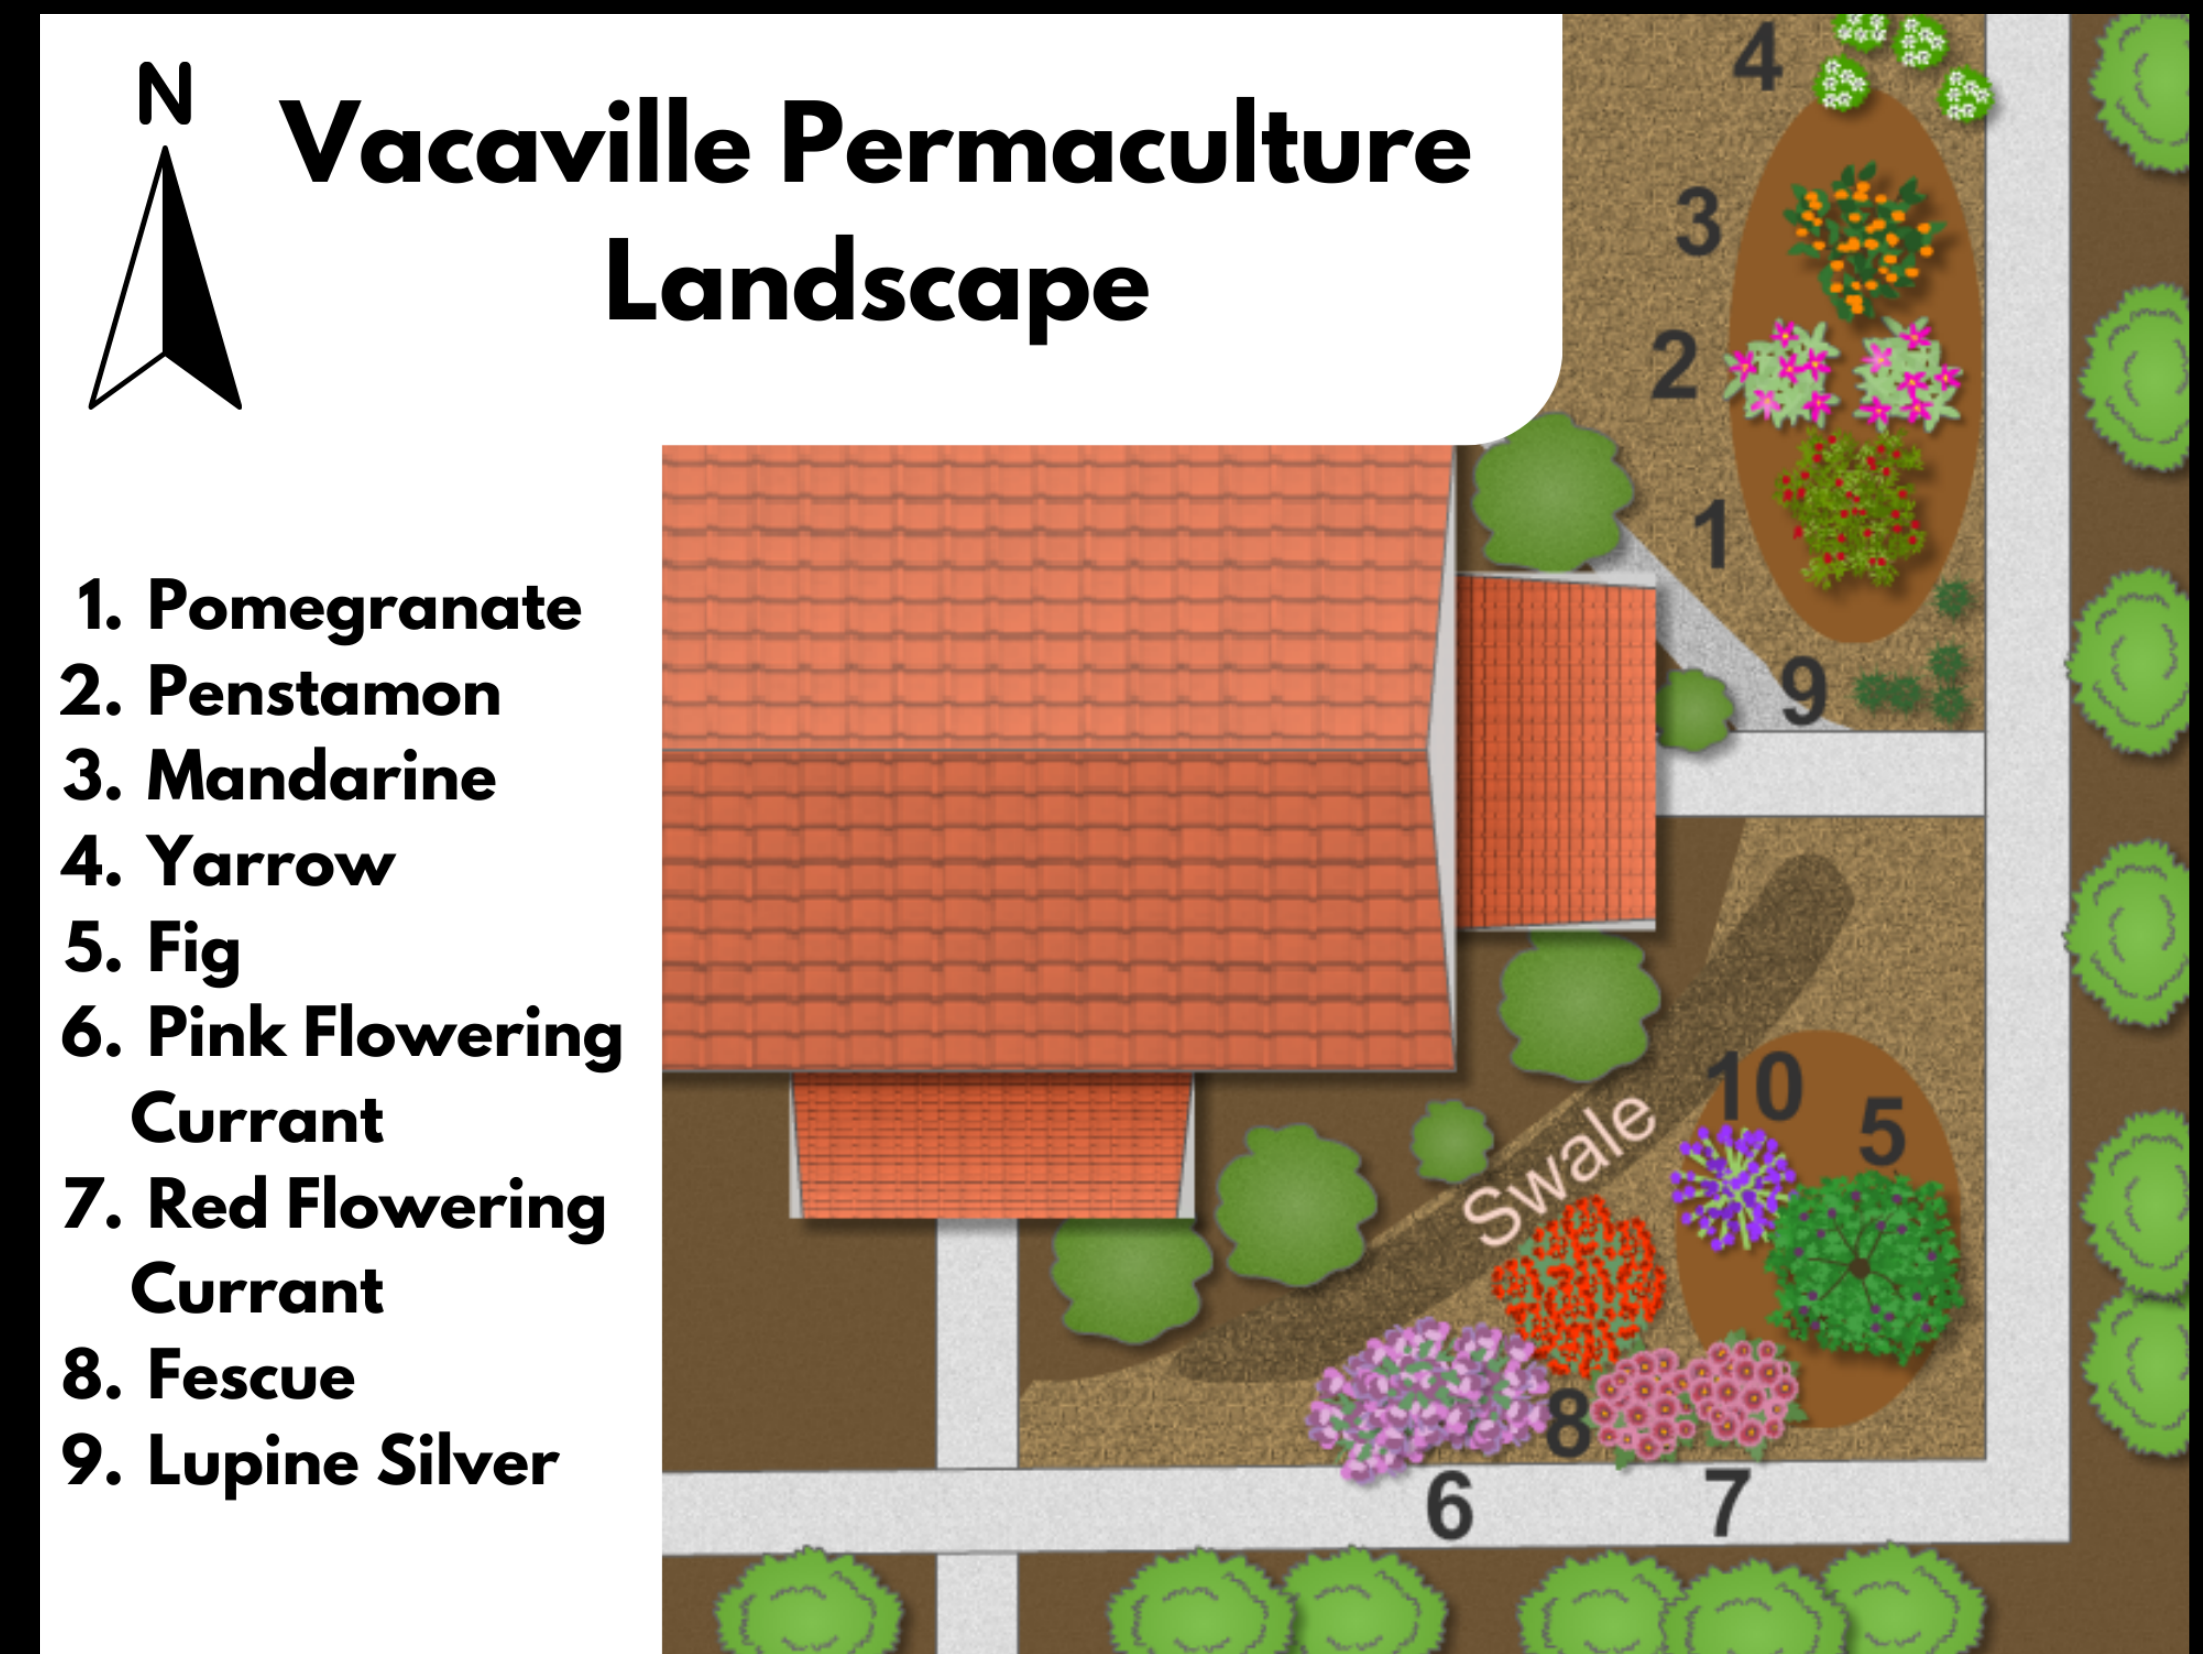 N
Vacaville Permaculture
Landscape
1. Pomegranate
2. Penstamon
3. Mandarine
4. Yarrow
5. Fig
6. Pink Flowering
Currant
7. Red Flowering
Currant
8. Fescue
9. Lupine Silver
4
3
2
1
9
10
5
Swale
8
6
7